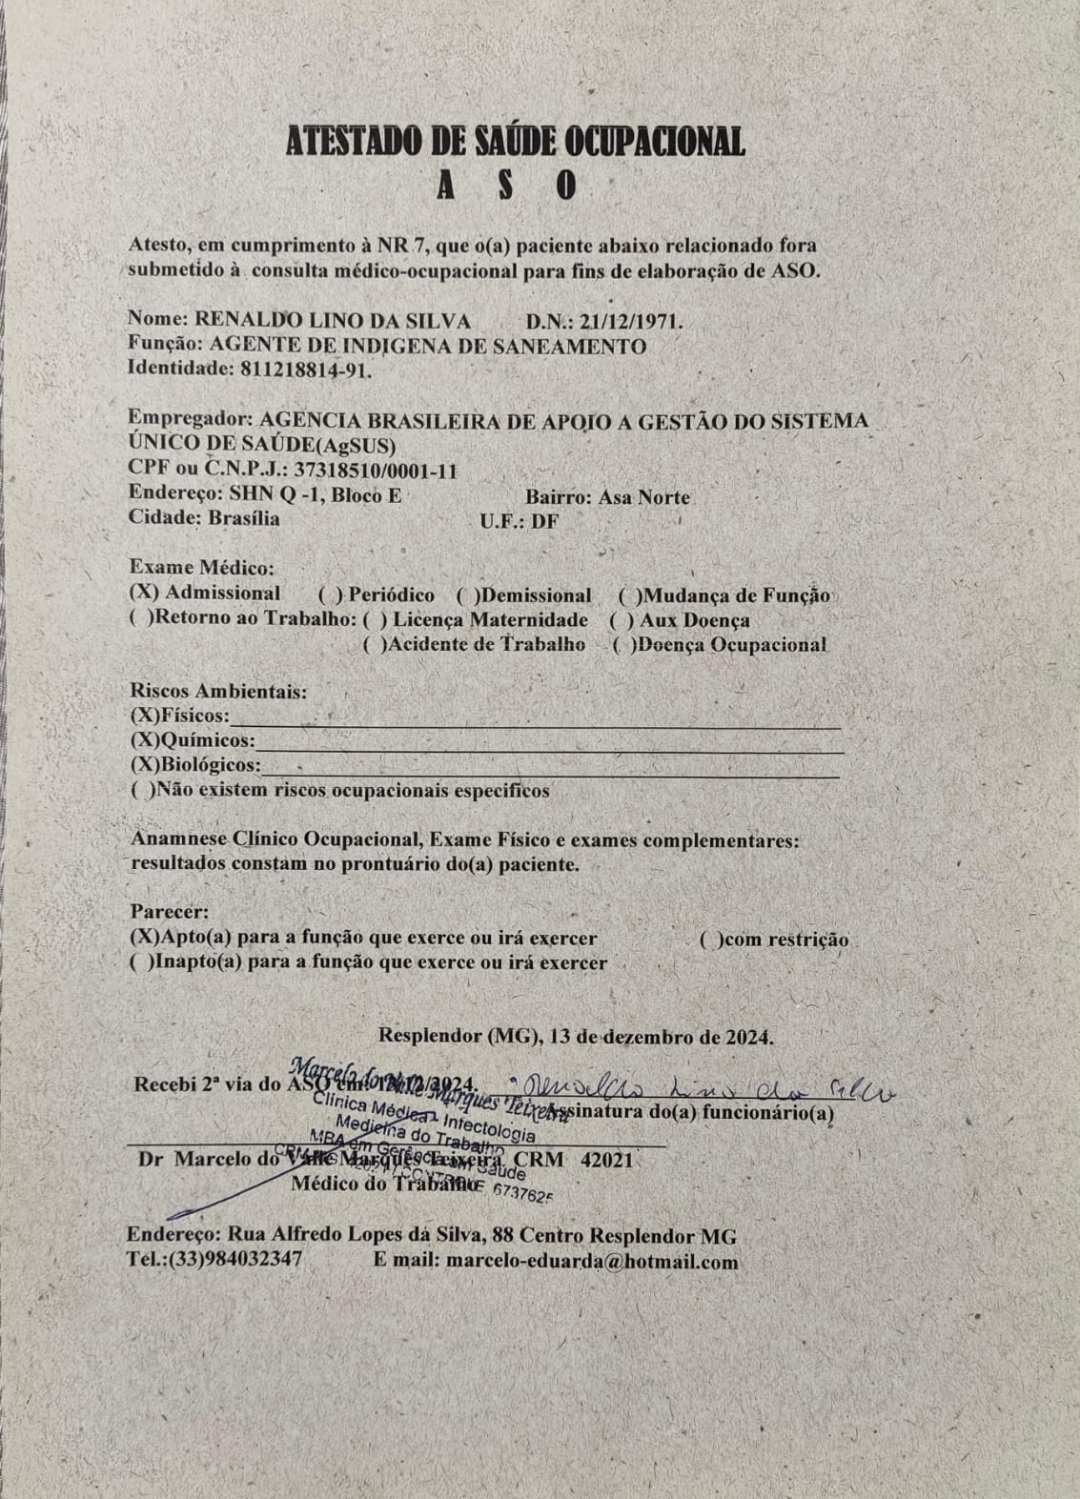 ATESTADO DE SAÚDE OCUPACIONAL
A S O
Atesto, em cumprimento à NR 7, que o(a) paciente abaixo relacionado fora
submetido à consulta médico-ocupacional para fins de elaboração de ASO.
Nome: RENALDO LINO DA SILVA D.N.: 21/12/1971.
Função: AGENTE DE INDIGENA DE SANEAMENTO
Identidade: 811218814-91.
Empregador: AGENCIA BRASILEIRA DE APOIO A GESTÃO DO SISTEMA
ÚNICO DE SAÚDE(AgSUS)
CPF ou C.N.P.J.: 37318510/0001-11
Endereço: SHN Q -1, Bloco E Bairro: Asa Norte
Cidade: Brasília U.F.: DF
Exame Médico:
(X) Admissional ( ) Periódico ( )Demissional ( )Mudança de Função
( )Retorno ao Trabalho: ( ) Licença Maternidade ( ) Aux Doença
( )Acidente de Trabalho ( )Doença Ocupacional
Riscos Ambientais:
(X)Físicos:
(X)Químicos:
(X)Biológicos:
( )Não existem riscos ocupacionais especificos
Anamnese Clínico Ocupacional, Exame Físico e exames complementares:
resultados constam no prontuário do(a) paciente.
Parecer:
(X)Apto(a) para a função que exerce ou irá exercer ( )com restrição
( )Inapto(a) para a função que exerce ou irá exercer
Resplendor (MG), 13 de dezembro de 2024.
Recebi 2ª via do ASO em: /12/2024. Renaldo Lino da Silva
Marcelo do Valle Marques Teixeira
Assinatura do(a) funcionário(a)
Clínica Médica - Infectologia
Medicina do Trabalho
MBA em Gerência em Saúde
Dr Marcelo do Valle Marques Teixeira CRM 42021
Médico do Trabalho
Endereço: Rua Alfredo Lopes da Silva, 88 Centro Resplendor MG
Tel.:(33)984032347 E mail: marcelo-eduarda@hotmail.com